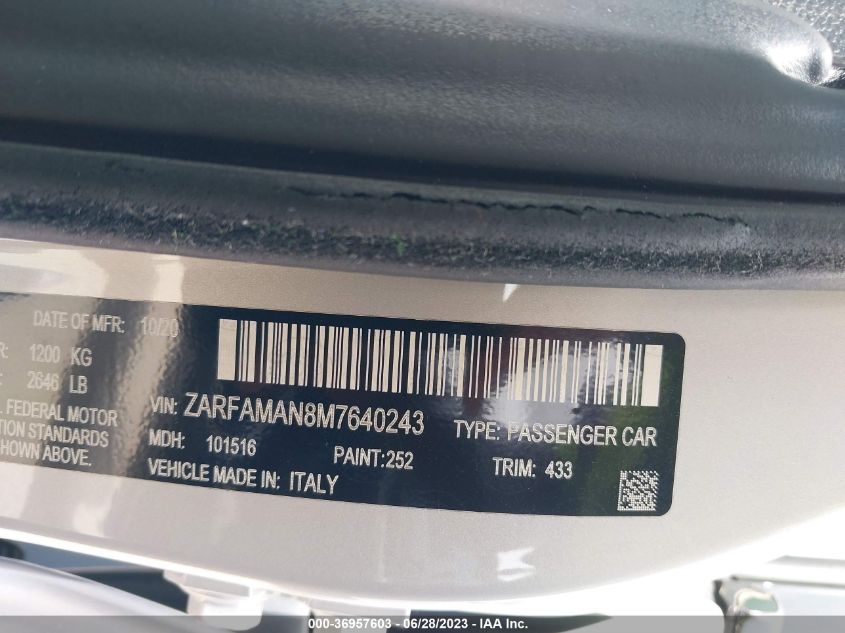 DATE OF MFR: 10/20
R: 1200 KG
: 2646 LB
. FEDERAL MOTOR
TION STANDARDS
SHOWN ABOVE.
VIN: ZARFAMAN8M7640243
TYPE: PASSENGER CAR
MDH: 101516
PAINT:252
TRIM: 433
VEHICLE MADE IN: ITALY
000-36957603 - 06/28/2023 - IAA Inc.